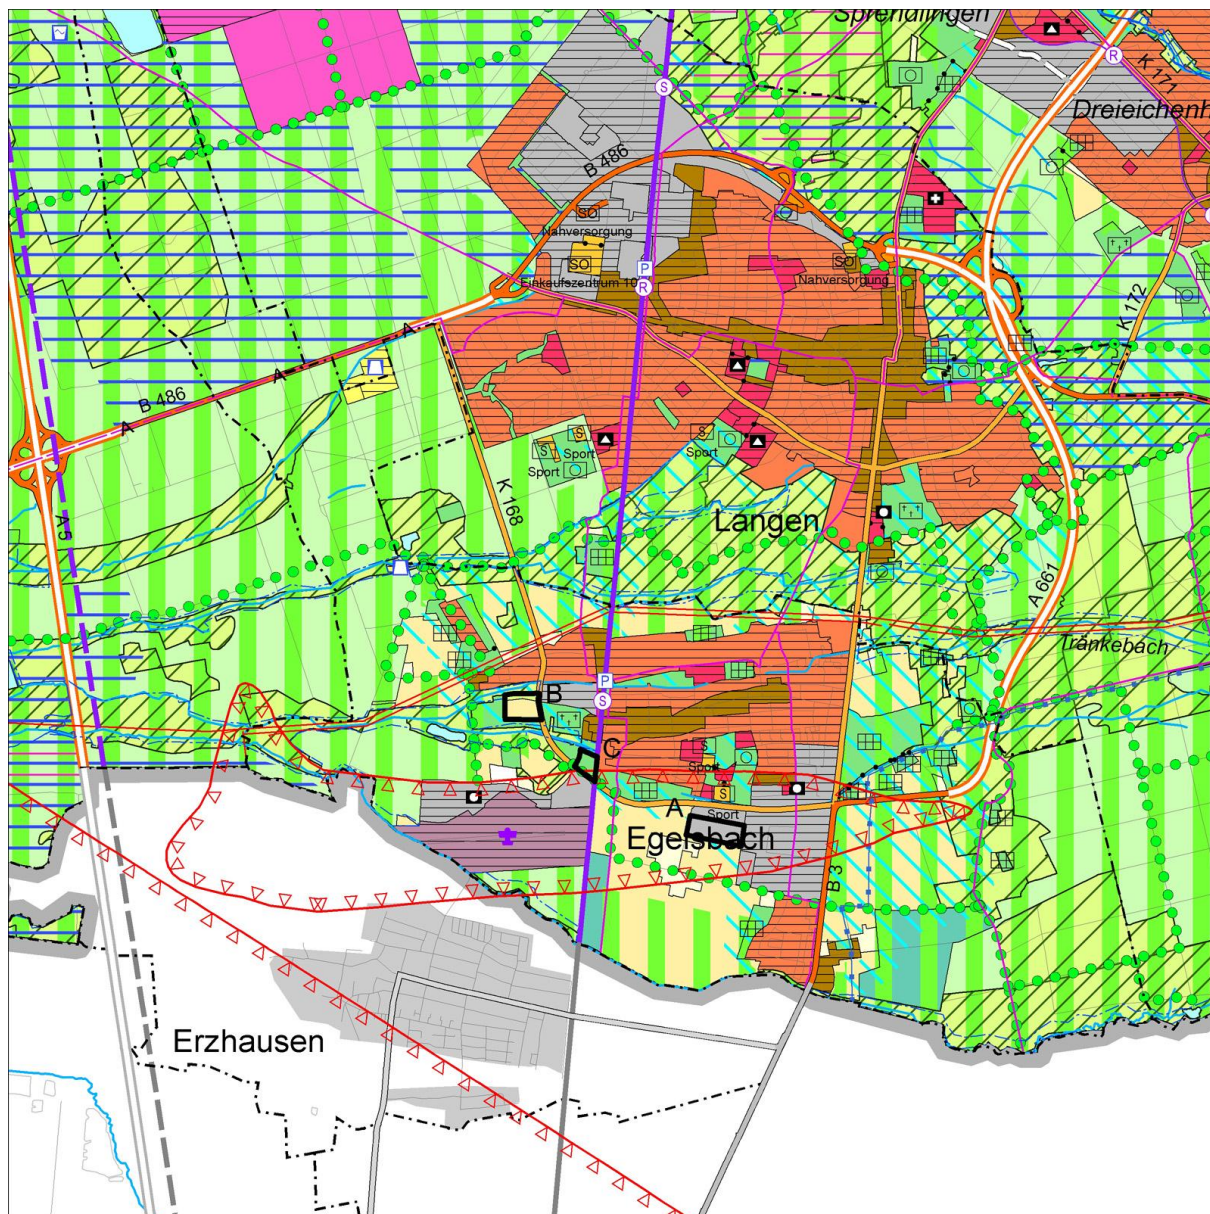 Sprendlingen
K 171
Dreieichenh
S
R
B 486
SO
Nahversorgung
SO
Einkaufszentrum 10
P
R
SO
Nahversorgung
K 172
A
A
B 486
A
S
S
Sport
Sport
S
Sport
K 168
A 5
Langen
A 661
Tränkebach
P
S
B
C
S
Sport
S
Sport
A
Egelsbach
B 3
Erzhausen